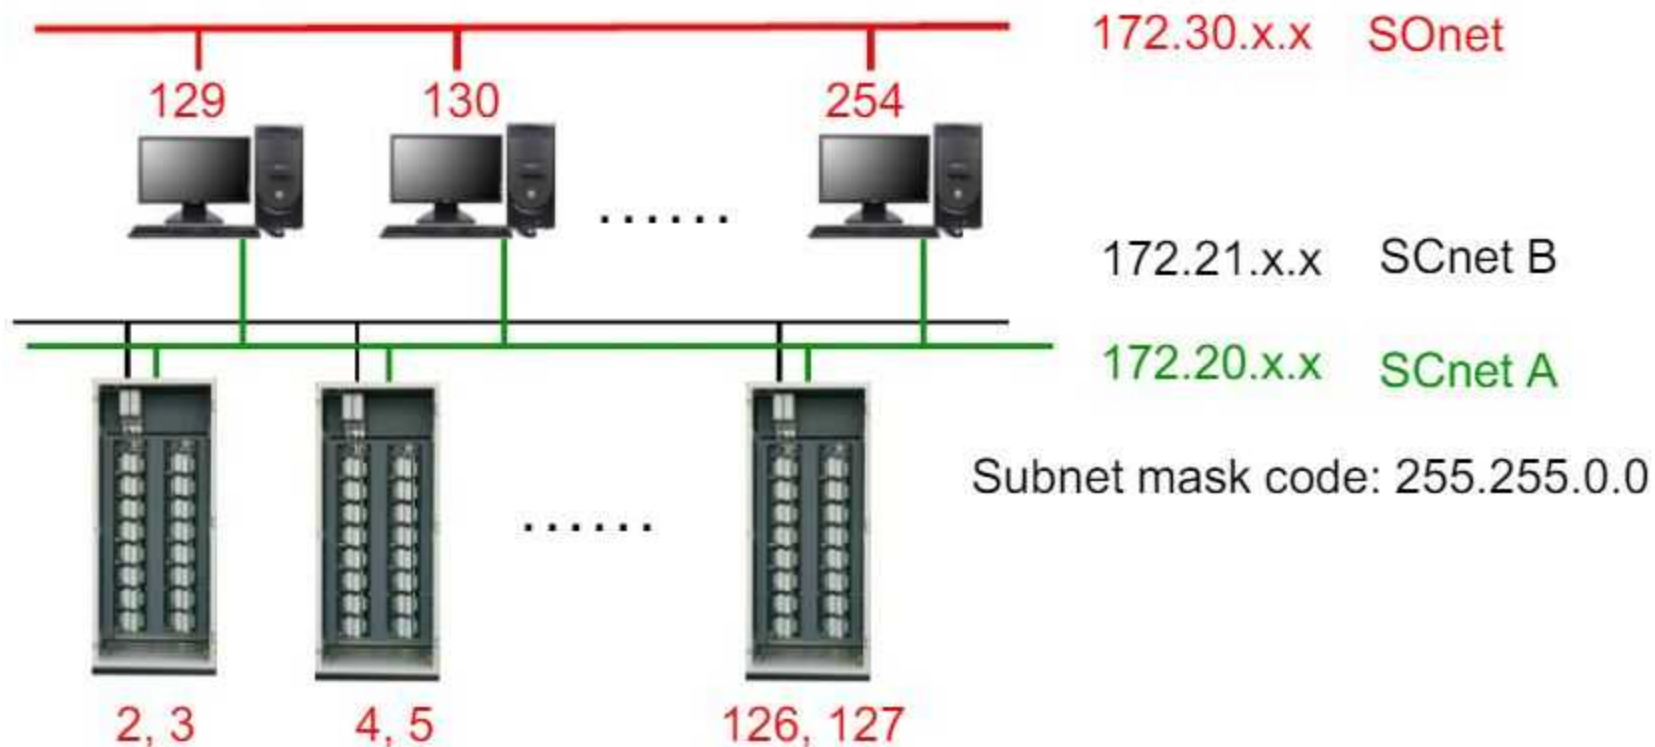 172.30.x.x SOnet
129 130 254
172.21.x.x SCnet B
172.20.x.x SCnet A
Subnet mask code: 255.255.0.0
2, 3 4, 5 126, 127